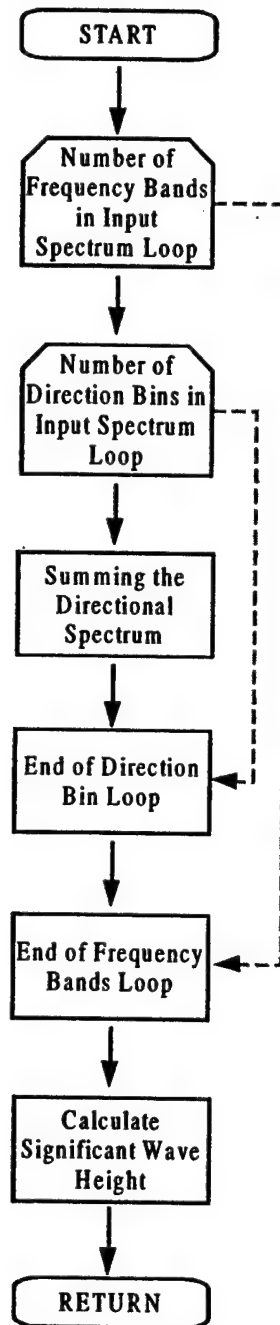 START
Number of
Frequency Bands
in Input
Spectrum Loop
Number of
Direction Bins in
Input Spectrum
Loop
Summing the
Directional
Spectrum
End of Direction
Bin Loop
End of Frequency
Bands Loop
Calculate
Significant Wave
Height
RETURN